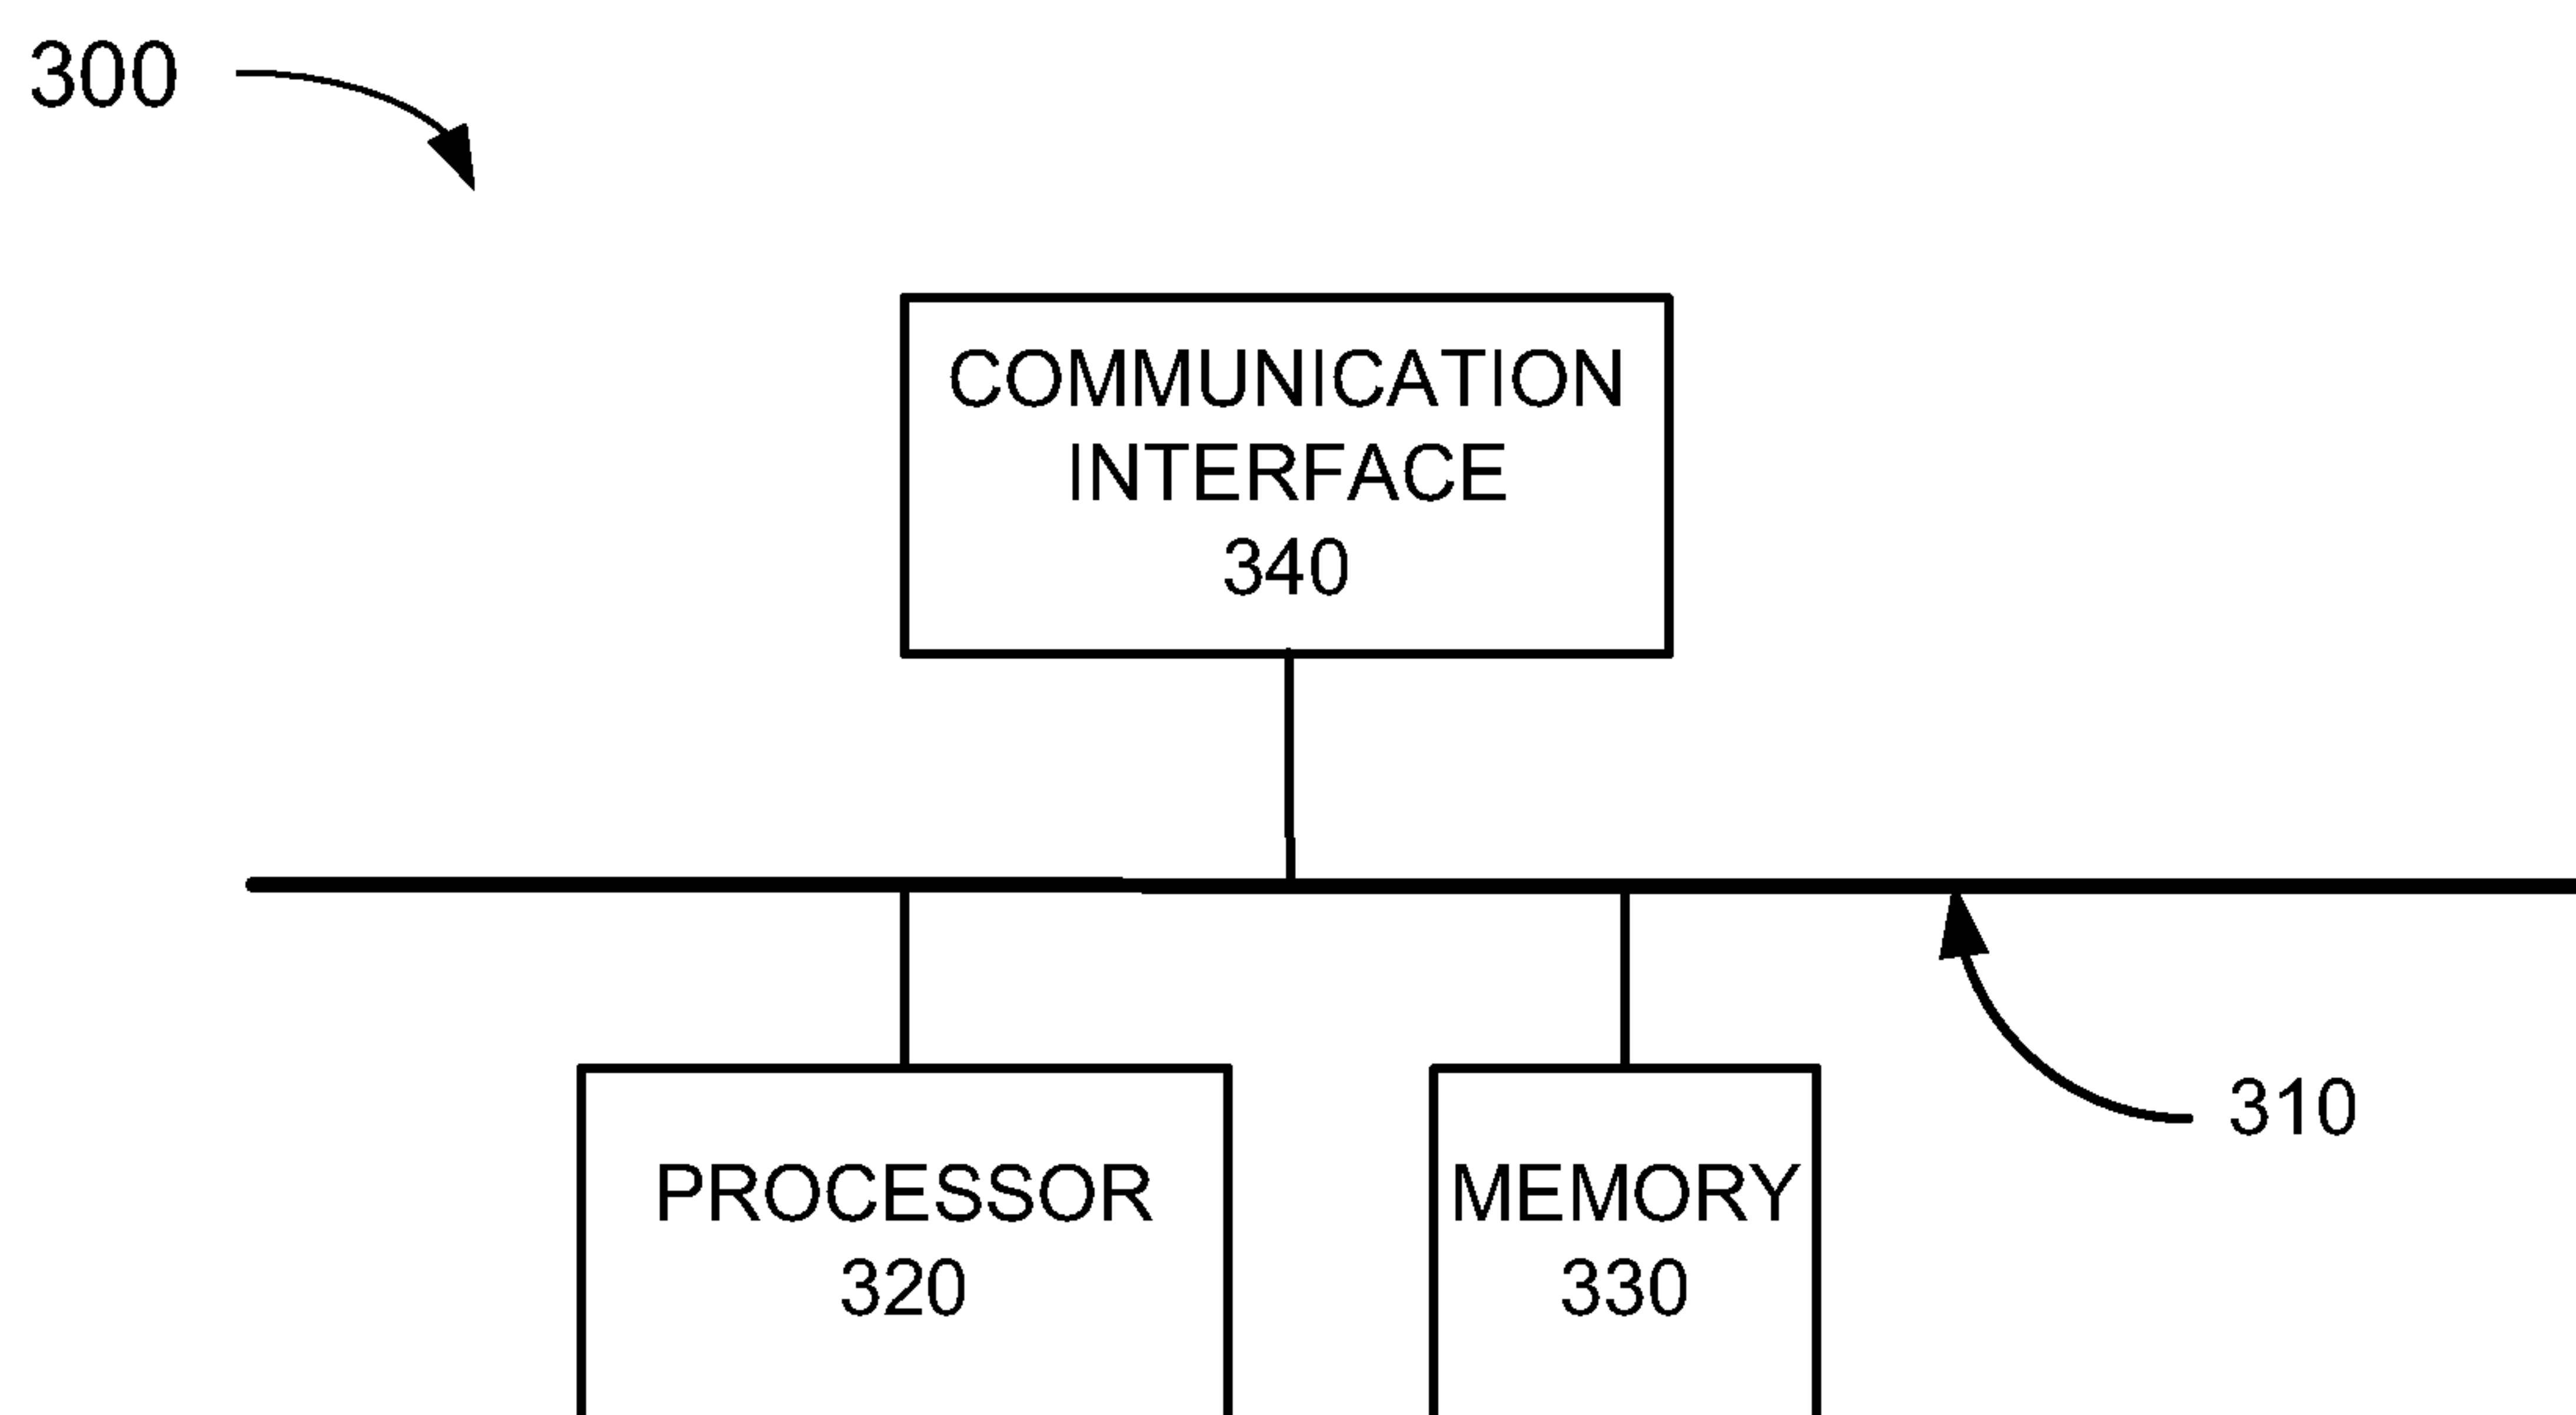 300
COMMUNICATION
INTERFACE
340
310
PROCESSOR
320
MEMORY
330